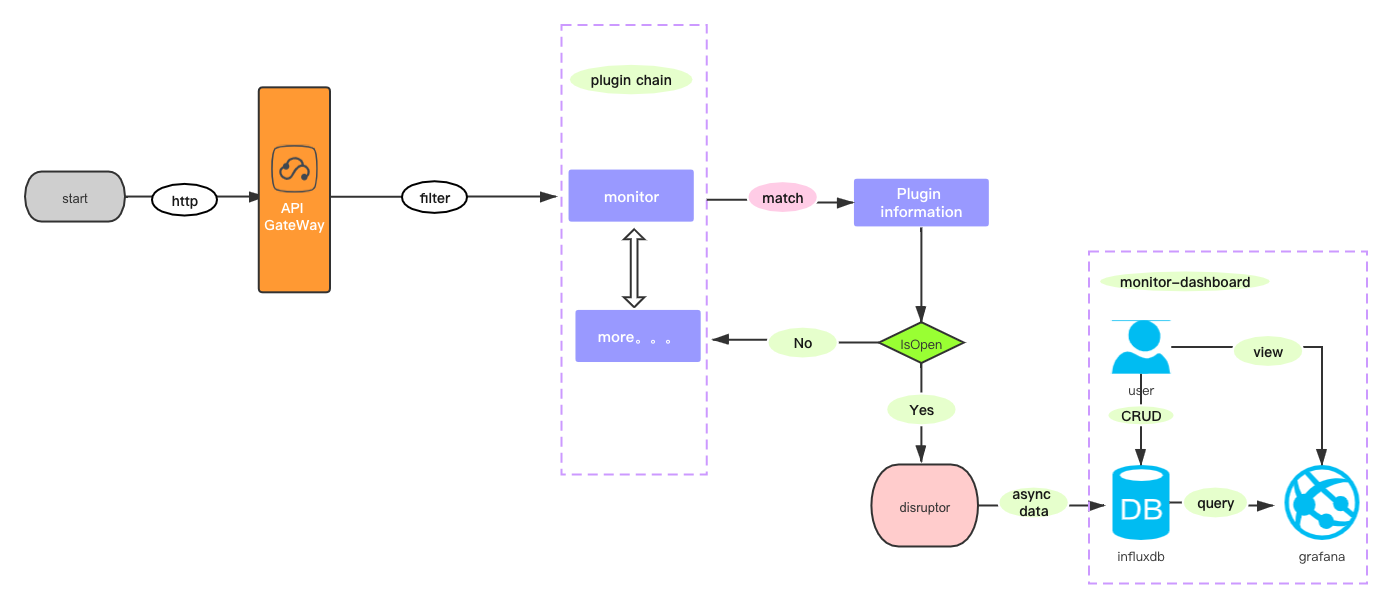 start
http
API
GateWay
filter
plugin chain
monitor
more。。。
match
Plugin
information
IsOpen
No
Yes
disruptor
async
data
monitor-dashboard
user
view
CRUD
DB
influxdb
query
grafana